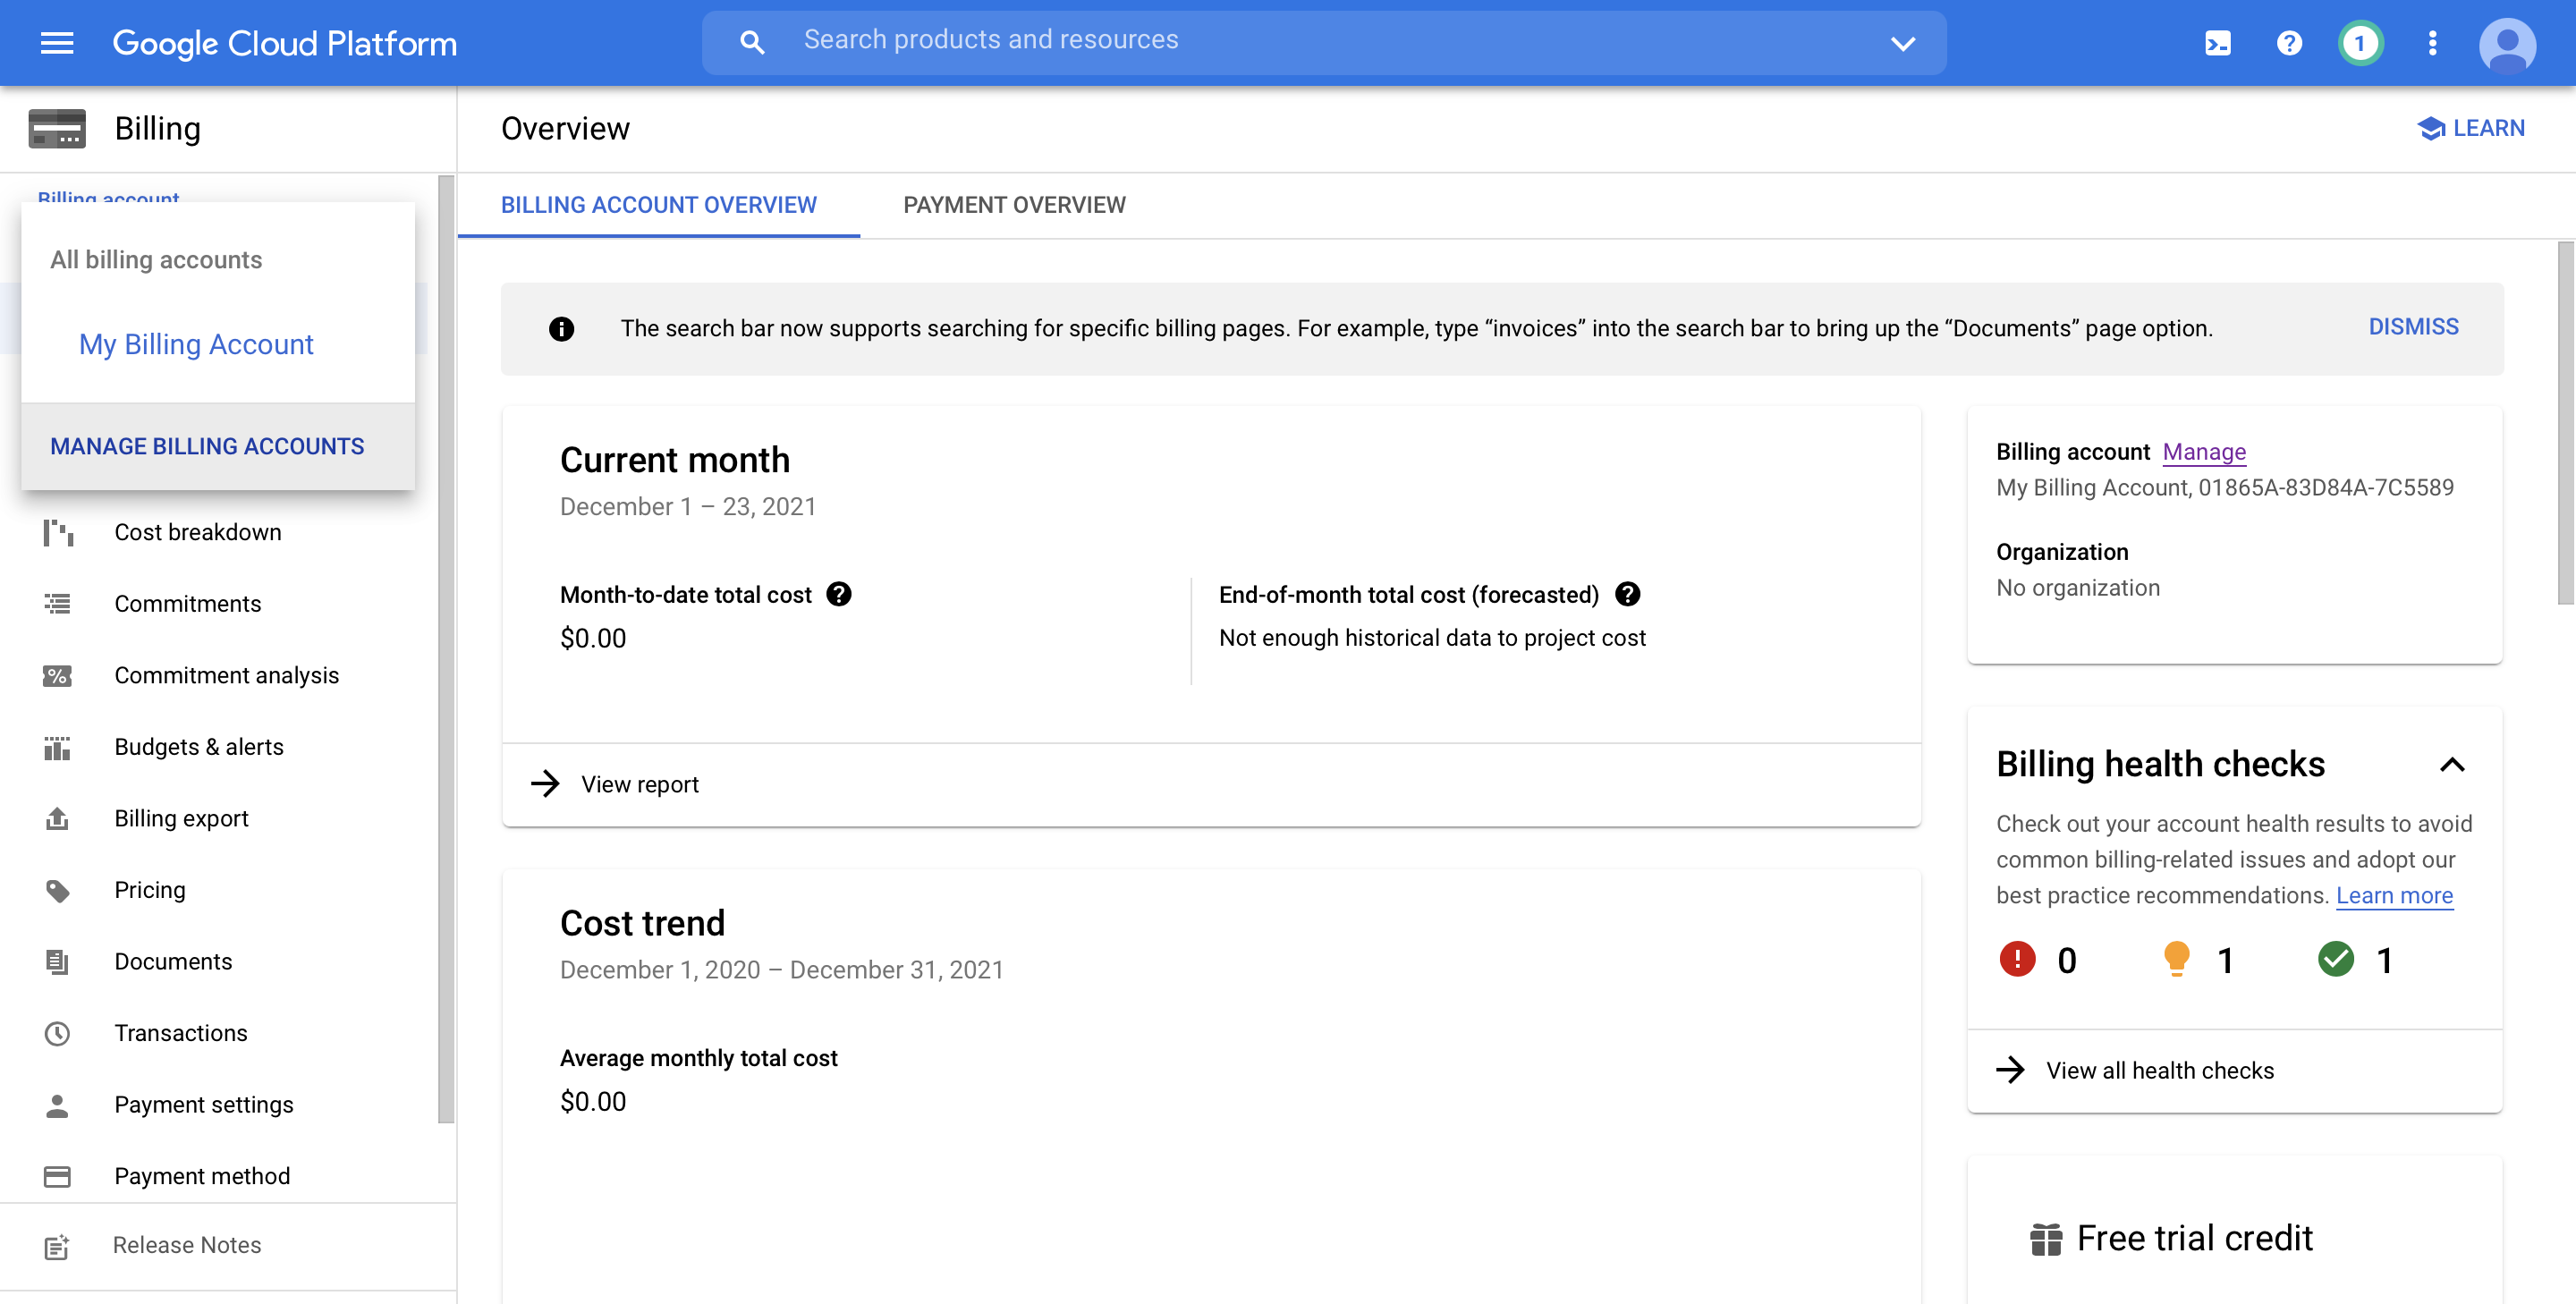 Google Cloud Platform
Search products and resources
1
Billing
Overview
LEARN
Billing account
All billing accounts
My Billing Account
MANAGE BILLING ACCOUNTS
Cost breakdown
Commitments
Commitment analysis
Budgets & alerts
Billing export
Pricing
Documents
Transactions
Payment settings
Payment method
Release Notes
BILLING ACCOUNT OVERVIEW
PAYMENT OVERVIEW
The search bar now supports searching for specific billing pages. For example, type “invoices” into the search bar to bring up the “Documents” page option.
DISMISS
Current month
December 1 – 23, 2021
Month-to-date total cost
$0.00
End-of-month total cost (forecasted)
Not enough historical data to project cost
View report
Cost trend
December 1, 2020 – December 31, 2021
Average monthly total cost
$0.00
Billing account Manage
My Billing Account, 01865A-83D84A-7C5589
Organization
No organization
Billing health checks
Check out your account health results to avoid
common billing-related issues and adopt our
best practice recommendations. Learn more
0 1 1
View all health checks
Free trial credit